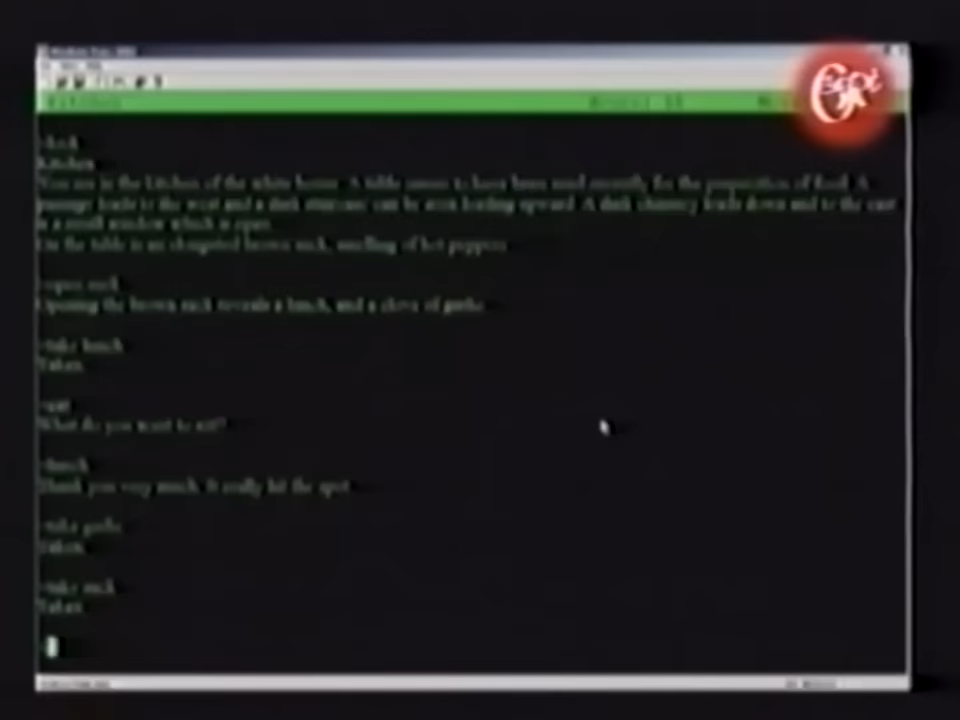 Kitchen
>look
Kitchen
You are in the kitchen of the white house. A table seems to have been used recently for the preparation of food. A
passage leads to the west and a dark staircase can be seen leading upward. A dark chimney leads down and to the east
is a small window which is open.
On the table is an elongated brown sack, smelling of hot peppers.
>open sack
Opening the brown sack reveals a lunch, and a clove of garlic.
>take lunch
Taken.
>eat
What do you want to eat?
>lunch
Thank you very much. It really hit the spot.
>take garlic
Taken.
>take sack
Taken.
>